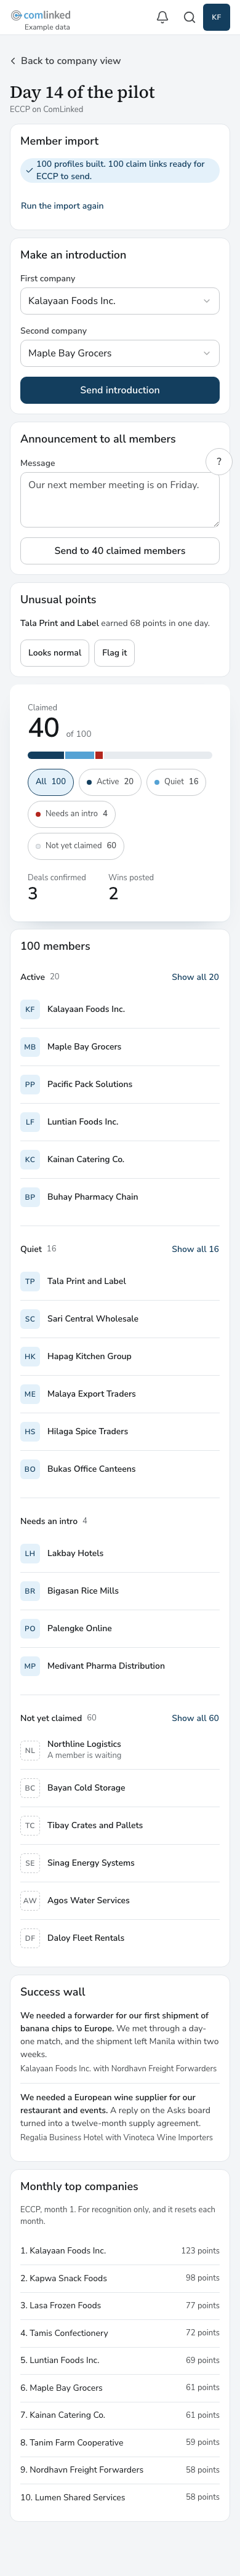 comlinked
Example data
KF
Back to company view
Day 14 of the pilot
ECCP on ComLinked
Member import
100 profiles built. 100 claim links ready for
ECCP to send.
Run the import again
Make an introduction
First company
Kalayaan Foods Inc.
Second company
Maple Bay Grocers
Send introduction
Announcement to all members
?
Message
Our next member meeting is on Friday.
Send to 40 claimed members
Unusual points
Tala Print and Label earned 68 points in one day.
Looks normal
Flag it
Claimed
40 of 100
All 100
Active 20
Quiet 16
Needs an intro 4
Not yet claimed 60
Deals confirmed
3
Wins posted
2
100 members
Active 20
Show all 20
KF Kalayaan Foods Inc.
MB Maple Bay Grocers
PP Pacific Pack Solutions
LF Luntian Foods Inc.
KC Kainan Catering Co.
BP Buhay Pharmacy Chain
Quiet 16
Show all 16
TP Tala Print and Label
SC Sari Central Wholesale
HK Hapag Kitchen Group
ME Malaya Export Traders
HS Hilaga Spice Traders
BO Bukas Office Canteens
Needs an intro 4
LH Lakbay Hotels
BR Bigasan Rice Mills
PO Palengke Online
MP Medivant Pharma Distribution
Not yet claimed 60
Show all 60
NL Northline Logistics
A member is waiting
BC Bayan Cold Storage
TC Tibay Crates and Pallets
SE Sinag Energy Systems
AW Agos Water Services
DF Daloy Fleet Rentals
Success wall
We needed a forwarder for our first shipment of
banana chips to Europe. We met through a day-
one match, and the shipment left Manila within two
weeks.
Kalayaan Foods Inc. with Nordhavn Freight Forwarders
We needed a European wine supplier for our
restaurant and events. A reply on the Asks board
turned into a twelve-month supply agreement.
Regalia Business Hotel with Vinoteca Wine Importers
Monthly top companies
ECCP, month 1. For recognition only, and it resets each
month.
1. Kalayaan Foods Inc. 123 points
2. Kapwa Snack Foods 98 points
3. Lasa Frozen Foods 77 points
4. Tamis Confectionery 72 points
5. Luntian Foods Inc. 69 points
6. Maple Bay Grocers 61 points
7. Kainan Catering Co. 61 points
8. Tanim Farm Cooperative 59 points
9. Nordhavn Freight Forwarders 58 points
10. Lumen Shared Services 58 points